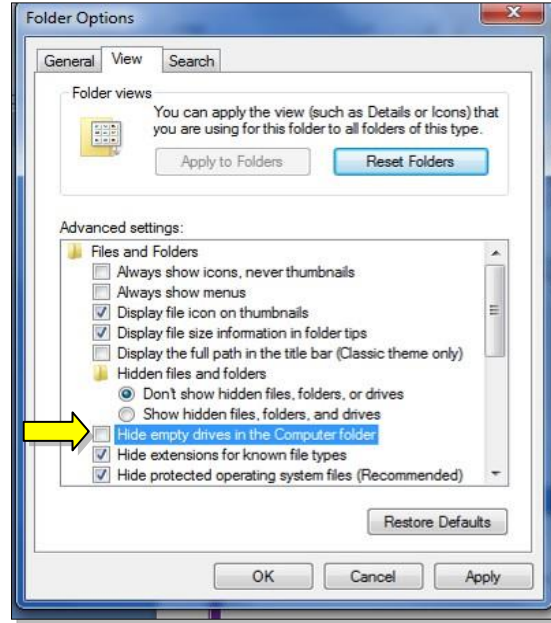 Folder Options
General View Search
Folder views
You can apply the view (such as Details or Icons) that
you are using for this folder to all folders of this type.
Apply to Folders Reset Folders
Advanced settings:
Files and Folders
Always show icons, never thumbnails
Always show menus
Display file icon on thumbnails
Display file size information in folder tips
Display the full path in the title bar (Classic theme only)
Hidden files and folders
Don't show hidden files, folders, or drives
Show hidden files, folders, and drives
Hide empty drives in the Computer folder
Hide extensions for known file types
Hide protected operating system files (Recommended)
Restore Defaults
OK Cancel Apply